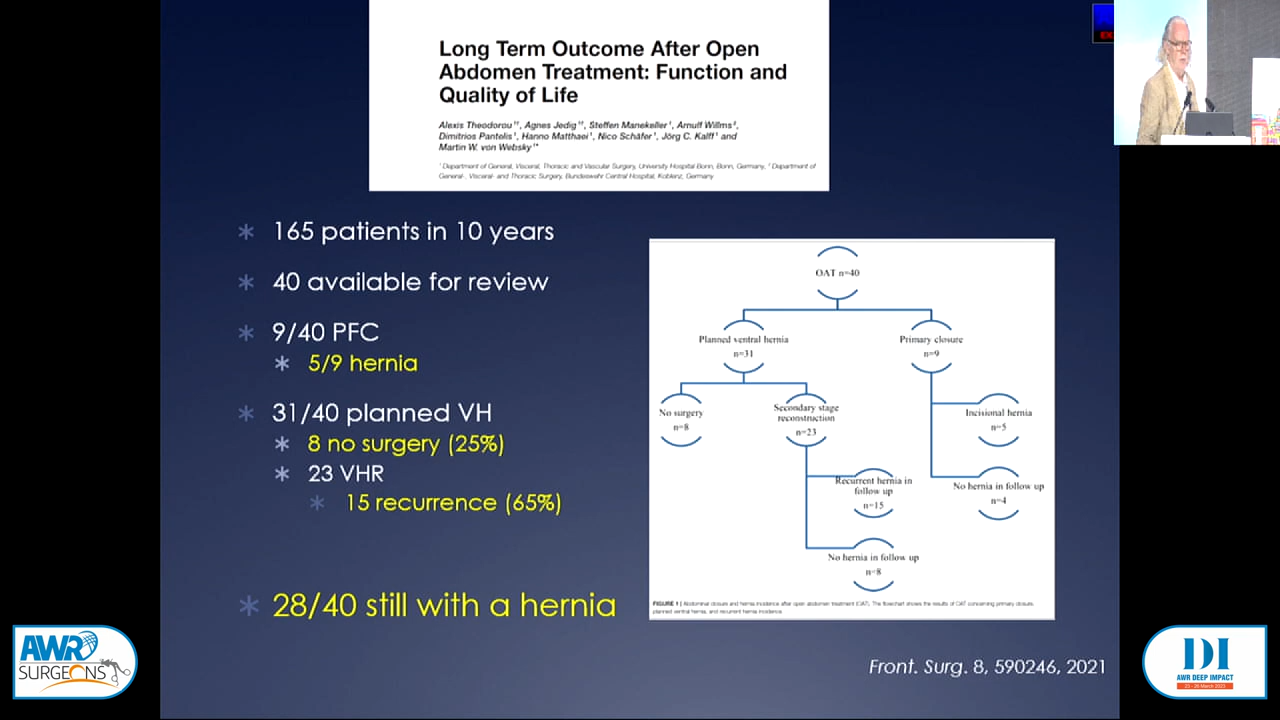 Long Term Outcome After Open
Abdomen Treatment: Function and
Quality of Life
Alexis Theodorou¹†, Agnes Jedig¹†, Steffen Manekeller¹, Arnulf Willms²,
Dimitrios Pantelis¹, Hanno Matthaei¹, Nico Schäfer¹, Jörg C. Kalff¹ and
Martin W. von Websky¹*
¹ Department of General, Visceral, Thoracic and Vascular Surgery, University Hospital Bonn, Bonn, Germany, ² Department of
General-, Visceral- and Thoracic Surgery, Bundeswehr Central Hospital, Koblenz, Germany
* 165 patients in 10 years
* 40 available for review
* 9/40 PFC
* 5/9 hernia
* 31/40 planned VH
* 8 no surgery (25%)
* 23 VHR
* 15 recurrence (65%)
* 28/40 still with a hernia
OAT n=40
Planned ventral hernia
n=31
Primary closure
n=9
No surgery
n=8
Secondary stage
reconstruction
n=23
Incisional hernia
n=5
Recurrent hernia in
follow up
n=15
No hernia in follow up
n=4
No hernia in follow up
n=8
FIGURE 1 | Abdominal closure and hernia incidence after open abdomen treatment (OAT). The flowchart shows the results of OAT concerning primary closure,
planned ventral hernia, and recurrent hernia incidence.
Front. Surg. 8, 590246, 2021
AWR
SURGEONS
DI
AWR DEEP IMPACT